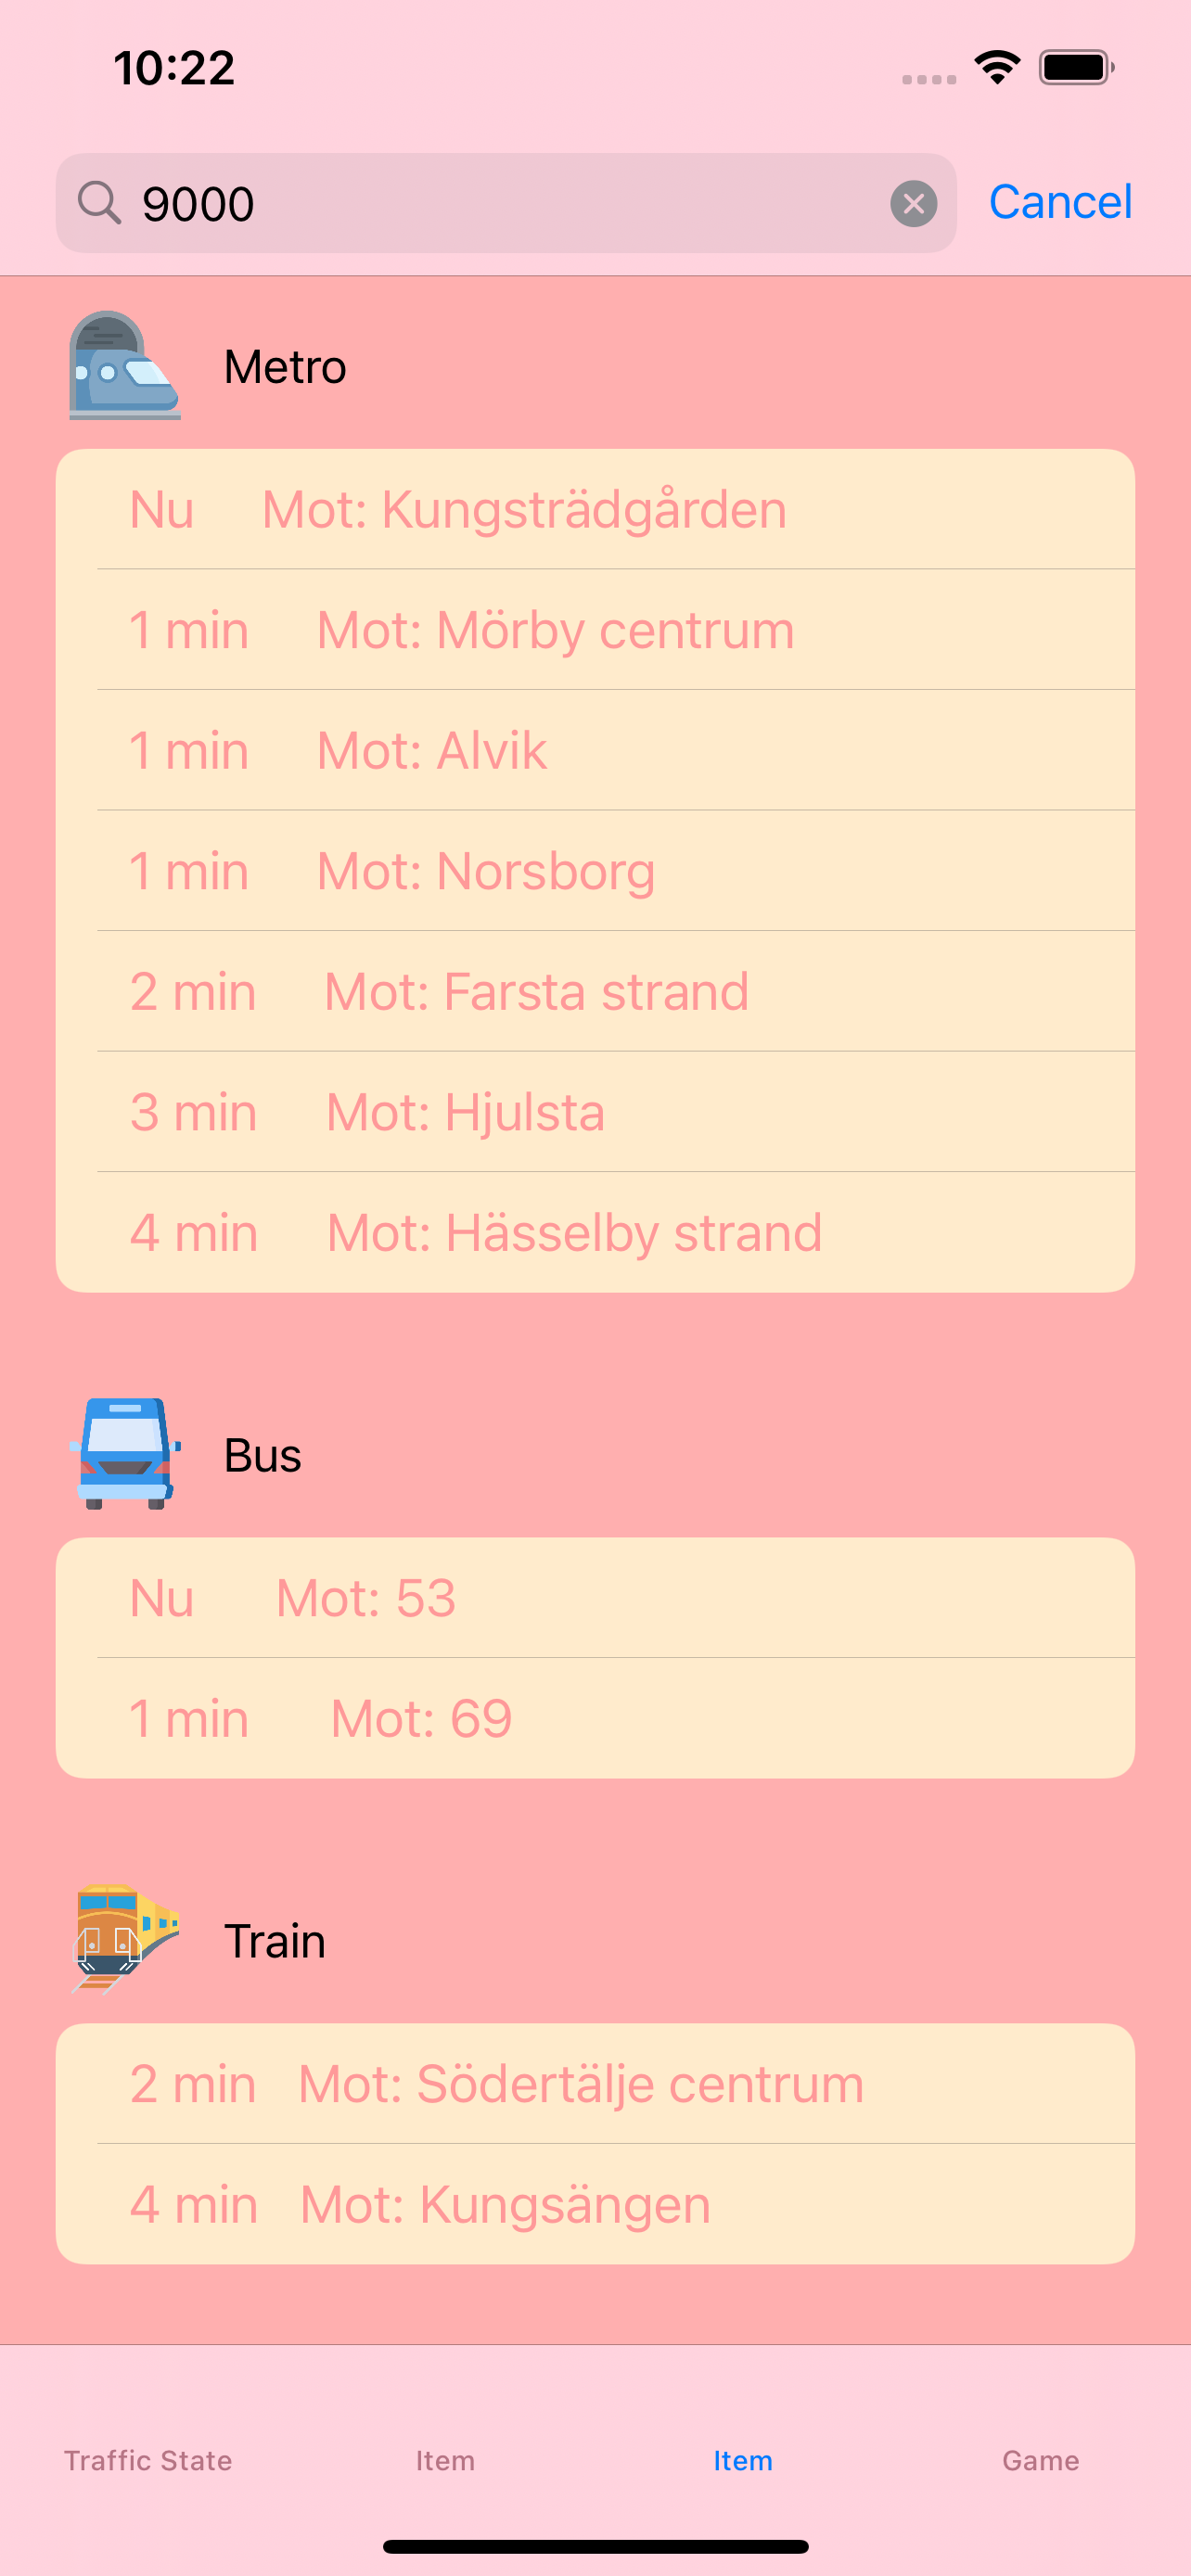 10:22
9000 Cancel
Metro
Nu Mot: Kungsträdgården
1 min Mot: Mörby centrum
1 min Mot: Alvik
1 min Mot: Norsborg
2 min Mot: Farsta strand
3 min Mot: Hjulsta
4 min Mot: Hässelby strand
Bus
Nu Mot: 53
1 min Mot: 69
Train
2 min Mot: Södertälje centrum
4 min Mot: Kungsängen
Traffic State Item Item Game